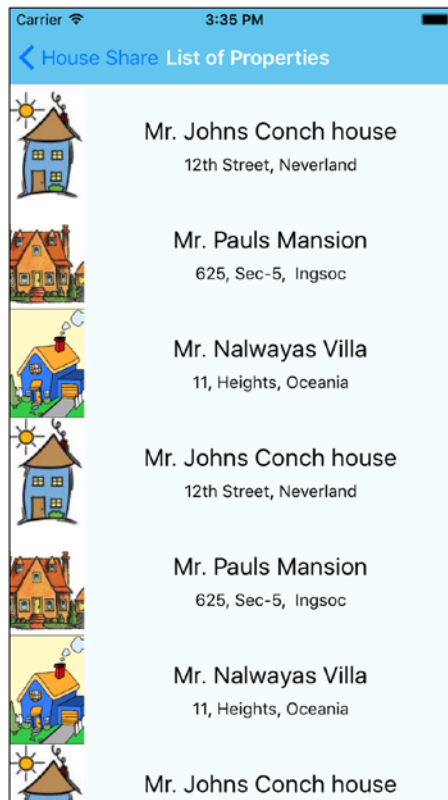 Carrier 3:35 PM
House Share List of Properties
Mr. Johns Conch house
12th Street, Neverland
Mr. Pauls Mansion
625, Sec-5, Ingsoc
Mr. Nalwayas Villa
11, Heights, Oceania
Mr. Johns Conch house
12th Street, Neverland
Mr. Pauls Mansion
625, Sec-5, Ingsoc
Mr. Nalwayas Villa
11, Heights, Oceania
Mr. Johns Conch house